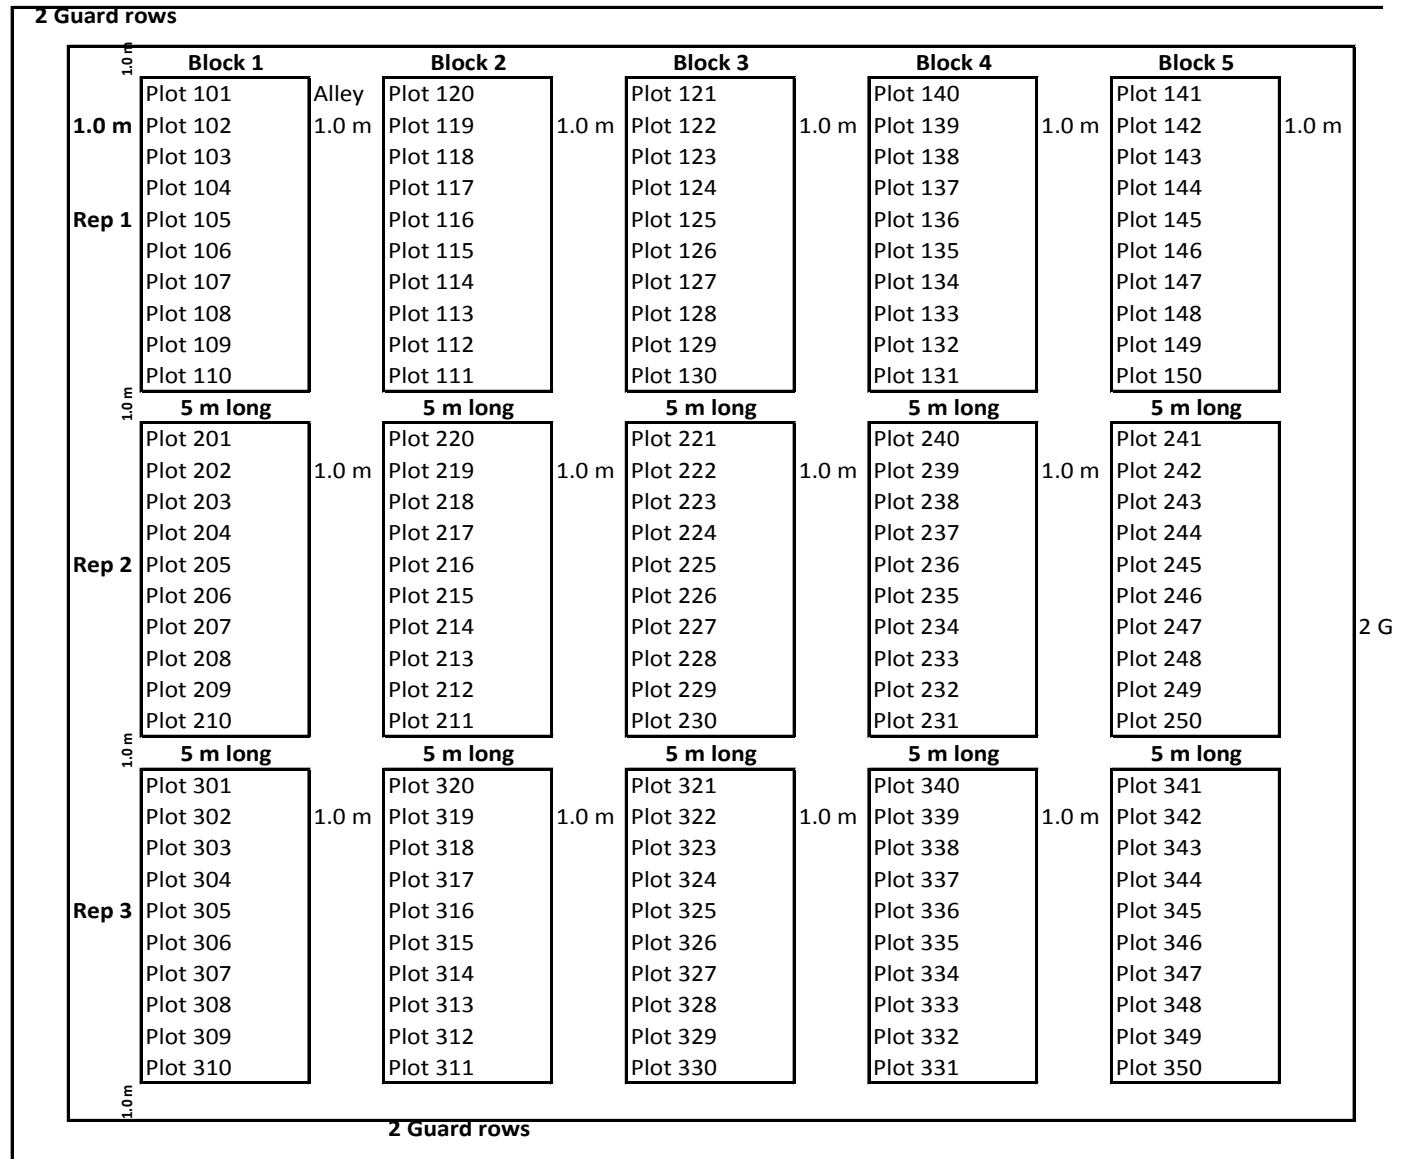 2 Guard rows
1.0 m Block 1 Block 2 Block 3 Block 4 Block 5
Plot 101 Alley Plot 120 Plot 121 Plot 140 Plot 141
1.0 m Plot 102 1.0 m Plot 119 1.0 m Plot 122 1.0 m Plot 139 1.0 m Plot 142 1.0 m
Plot 103 Plot 118 Plot 123 Plot 138 Plot 143
Plot 104 Plot 117 Plot 124 Plot 137 Plot 144
Rep 1 Plot 105 Plot 116 Plot 125 Plot 136 Plot 145
Plot 106 Plot 115 Plot 126 Plot 135 Plot 146
Plot 107 Plot 114 Plot 127 Plot 134 Plot 147
Plot 108 Plot 113 Plot 128 Plot 133 Plot 148
Plot 109 Plot 112 Plot 129 Plot 132 Plot 149
Plot 110 Plot 111 Plot 130 Plot 131 Plot 150
1.0 m 5 m long 5 m long 5 m long 5 m long 5 m long
Plot 201 Plot 220 Plot 221 Plot 240 Plot 241
Plot 202 1.0 m Plot 219 1.0 m Plot 222 1.0 m Plot 239 1.0 m Plot 242
Plot 203 Plot 218 Plot 223 Plot 238 Plot 243
Plot 204 Plot 217 Plot 224 Plot 237 Plot 244
Rep 2 Plot 205 Plot 216 Plot 225 Plot 236 Plot 245
Plot 206 Plot 215 Plot 226 Plot 235 Plot 246
Plot 207 Plot 214 Plot 227 Plot 234 Plot 247 2 G
Plot 208 Plot 213 Plot 228 Plot 233 Plot 248
Plot 209 Plot 212 Plot 229 Plot 232 Plot 249
Plot 210 Plot 211 Plot 230 Plot 231 Plot 250
1.0 m 5 m long 5 m long 5 m long 5 m long 5 m long
Plot 301 Plot 320 Plot 321 Plot 340 Plot 341
Plot 302 1.0 m Plot 319 1.0 m Plot 322 1.0 m Plot 339 1.0 m Plot 342
Plot 303 Plot 318 Plot 323 Plot 338 Plot 343
Plot 304 Plot 317 Plot 324 Plot 337 Plot 344
Rep 3 Plot 305 Plot 316 Plot 325 Plot 336 Plot 345
Plot 306 Plot 315 Plot 326 Plot 335 Plot 346
Plot 307 Plot 314 Plot 327 Plot 334 Plot 347
Plot 308 Plot 313 Plot 328 Plot 333 Plot 348
Plot 309 Plot 312 Plot 329 Plot 332 Plot 349
Plot 310 Plot 311 Plot 330 Plot 331 Plot 350
1.0 m
2 Guard rows